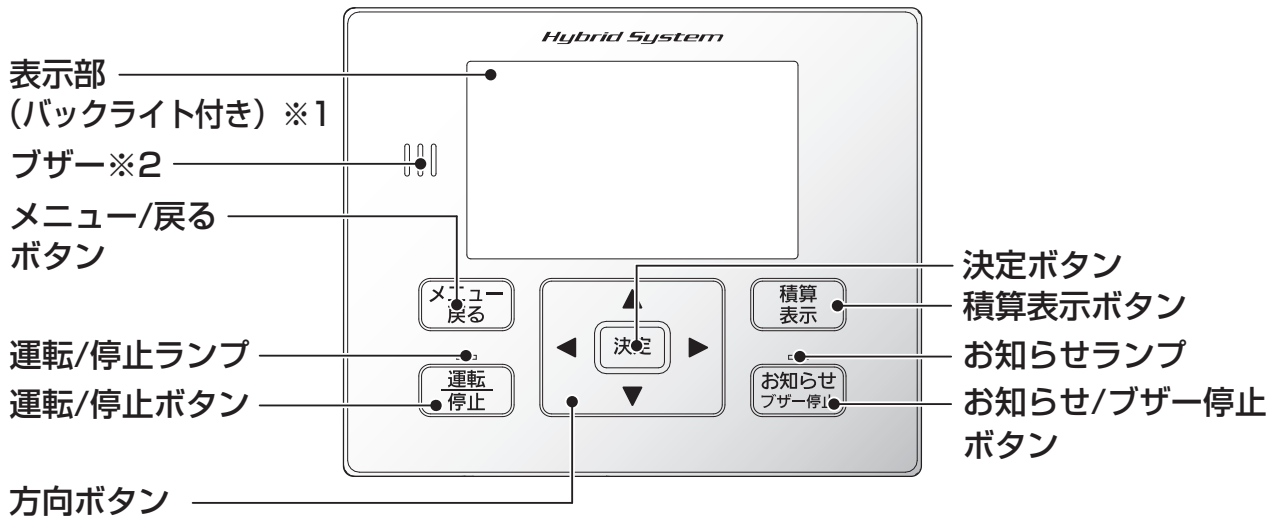 Hybrid System
表示部
（バックライト付き）※1
ブザー※2
メニュー/戻る
ボタン
運転/停止ランプ
運転/停止ボタン
方向ボタン
メニュー
戻る
運転
停止
決定
積算
表示
お知らせ
ブザー停止
決定ボタン
積算表示ボタン
お知らせランプ
お知らせ/ブザー停止
ボタン